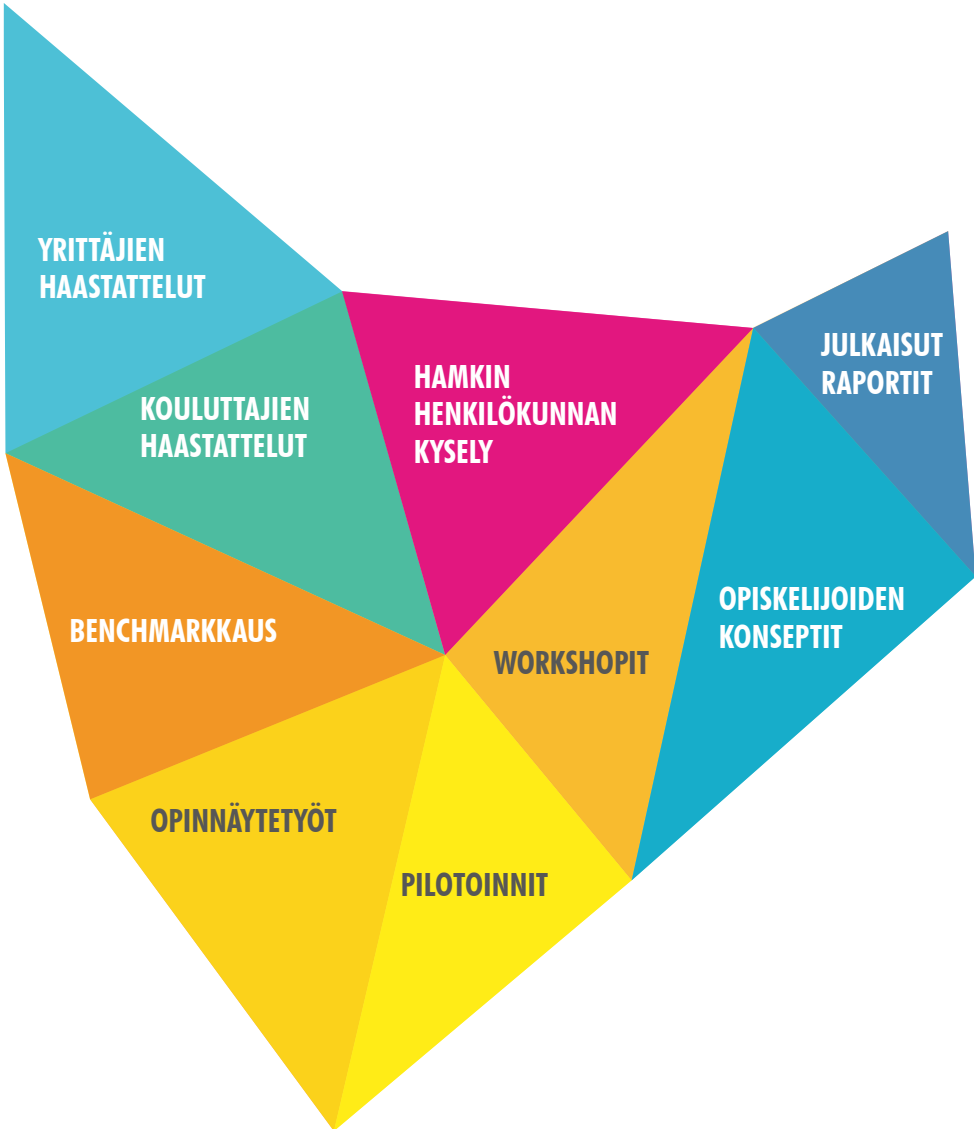 YRITTÄJIEN
HAASTATTELUT
KOULUTTAJIEN
HAASTATTELUT
HAMKIN
HENKILÖKUNNAN
KYSELY
JULKAISUT
RAPORTIT
BENCHMARKKAUS
WORKSHOPIT
OPISKELIJOIDEN
KONSEPTIT
OPINNÄYTETYÖT
PILOTOINNIT